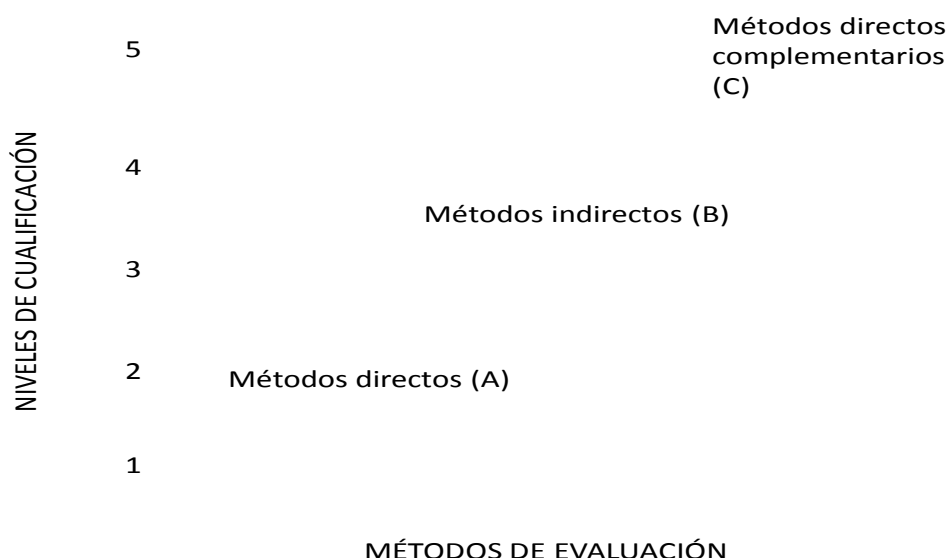 Métodos directos
complementarios
(C)
5
NIVELES DE CUALIFICACIÓN
4
Métodos indirectos (B)
3
2
Métodos directos (A)
1
MÉTODOS DE EVALUACIÓN